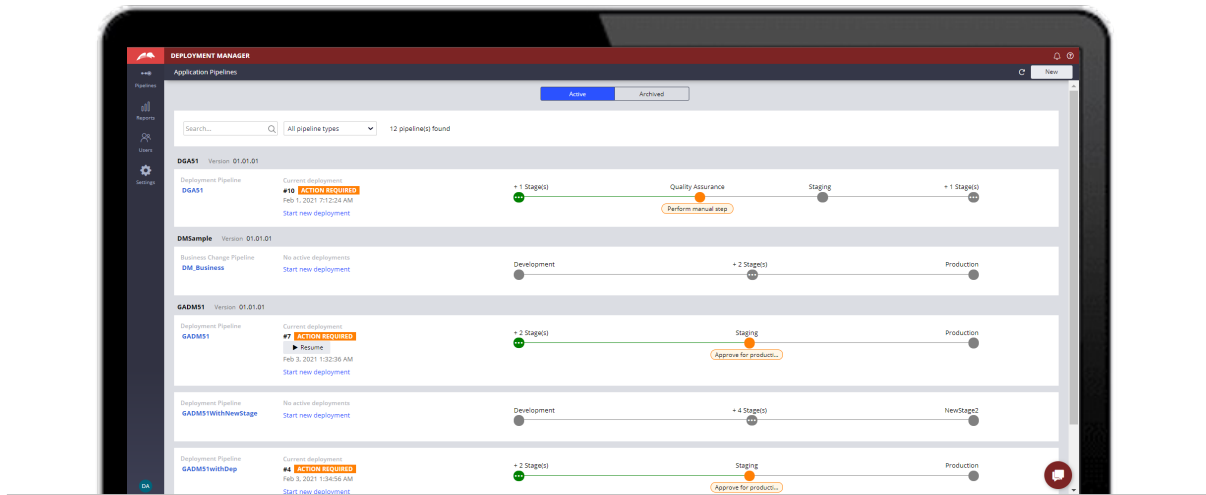 DEPLOYMENT MANAGER
Application Pipelines
New
Pipelines
Reports
Users
Settings
DA
Active
Archived
Search...
All pipeline types
12 pipeline(s) found
DGA51 Version 01.01.01
Deployment Pipeline
DGA51
Current deployment
#10 ACTION REQUIRED
Feb 1, 2021 7:12:24 AM
Start new deployment
+ 1 Stage(s)
Quality Assurance
Staging
+ 1 Stage(s)
Perform manual step
DMSample Version 01.01.01
Business Change Pipeline
DM_Business
No active deployments
Start new deployment
Development
+ 2 Stage(s)
Production
GADM51 Version 01.01.01
Deployment Pipeline
GADM51
Current deployment
#7 ACTION REQUIRED
Resume
Feb 3, 2021 1:32:36 AM
Start new deployment
+ 2 Stage(s)
Staging
Production
Approve for producti...
Deployment Pipeline
GADM51WithNewStage
No active deployments
Start new deployment
Development
+ 4 Stage(s)
NewStage2
Deployment Pipeline
GADM51withDep
Current deployment
#4 ACTION REQUIRED
Feb 3, 2021 1:34:56 AM
Start new deployment
+ 2 Stage(s)
Staging
Production
Approve for producti...